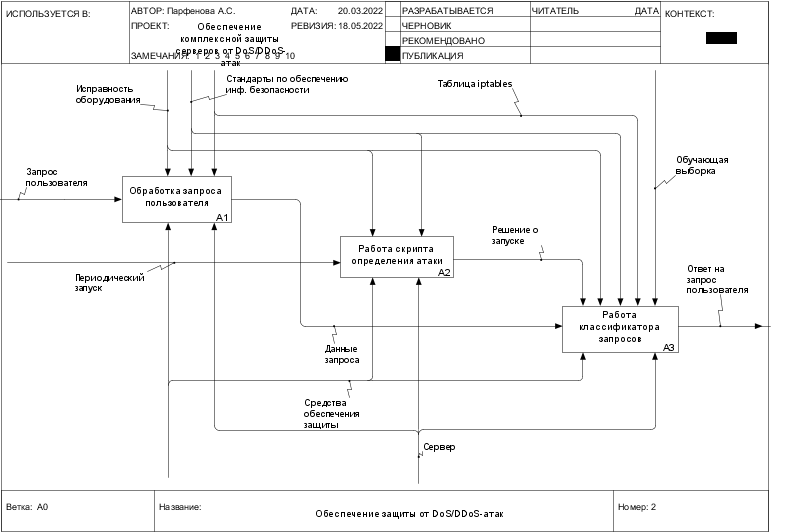 ИСПОЛЬЗУЕТСЯ В:
АВТОР: Парфенова А.С.
ДАТА: 20.03.2022
РАЗРАБАТЫВАЕТСЯ
ЧИТАТЕЛЬ
ДАТА
КОНТЕКСТ:
ПРОЕКТ:
Обеспечение
комплексной защиты
серверов от DoS/DDoS-
атак
РЕВИЗИЯ: 18.05.2022
ЧЕРНОВИК
РЕКОМЕНДОВАНО
ЗАМЕЧАНИЯ: 1 2 3 4 5 6 7 8 9 10
ПУБЛИКАЦИЯ
Исправность
оборудования
Стандарты по обеспечению
инф. безопасности
Таблица iptables
Обучающая
выборка
Запрос
пользователя
Обработка запроса
пользователя
A1
Работа скрипта
определения атаки
A2
Решение о
запуске
Периодический
запуск
Ответ на
запрос
пользователя
Работа
классификатора
запросов
A3
Данные
запроса
Средства
обеспечения
защиты
Сервер
Ветка: A0
Название:
Обеспечение защиты от DoS/DDoS-атак
Номер: 2